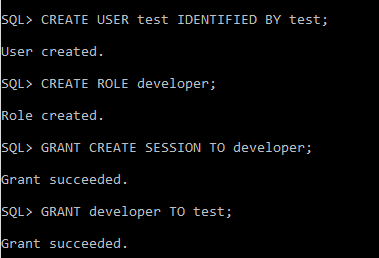 SQL> CREATE USER test IDENTIFIED BY test;
User created.
SQL> CREATE ROLE developer;
Role created.
SQL> GRANT CREATE SESSION TO developer;
Grant succeeded.
SQL> GRANT developer TO test;
Grant succeeded.